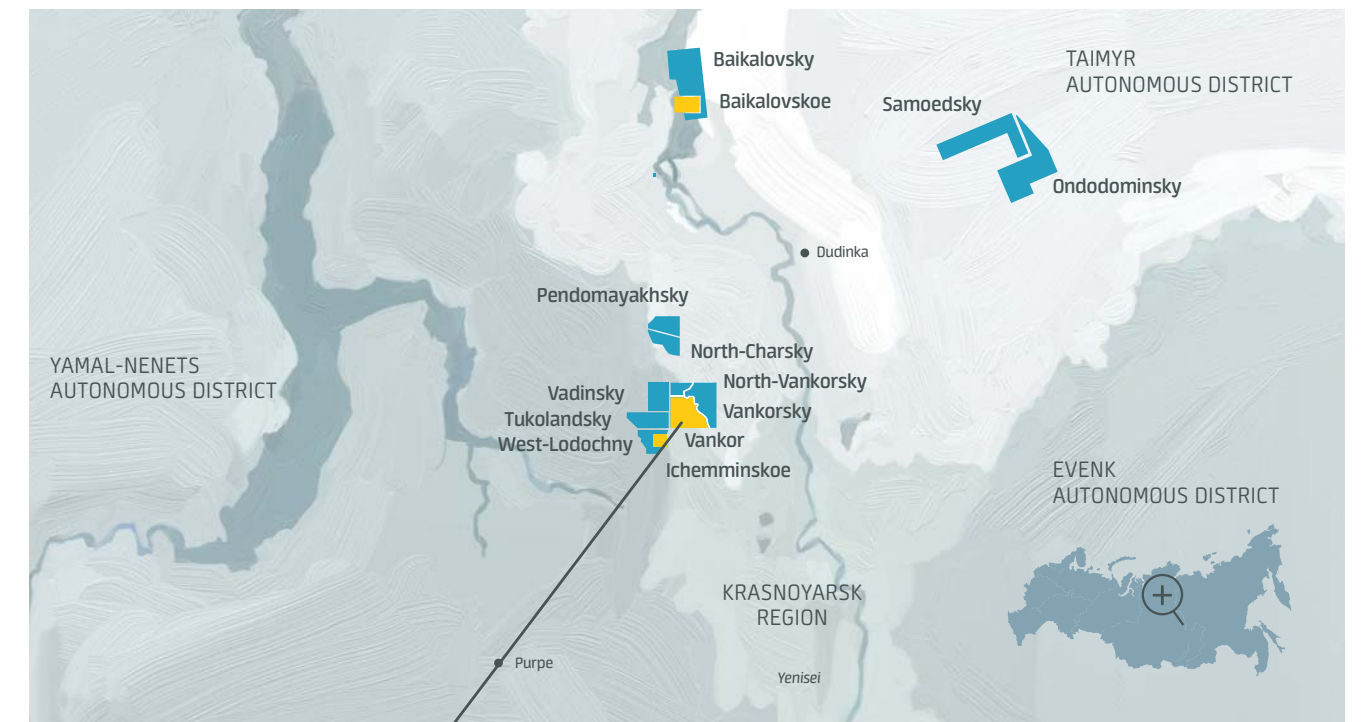 Baikalovsky
Baikalovskoe
TAIMYR
AUTONOMOUS DISTRICT
Samoedsky
Ondodominsky
Dudinka
Pendomayakhsky
North-Charsky
YAMAL-NENETS
AUTONOMOUS DISTRICT
North-Vankorsky
Vadinsky
Vankorsky
Tukolandsky
West-Lodochny
Vankor
Ichemminskoe
EVENK
AUTONOMOUS DISTRICT
KRASNOYARSK
REGION
Purpe
Yenisei